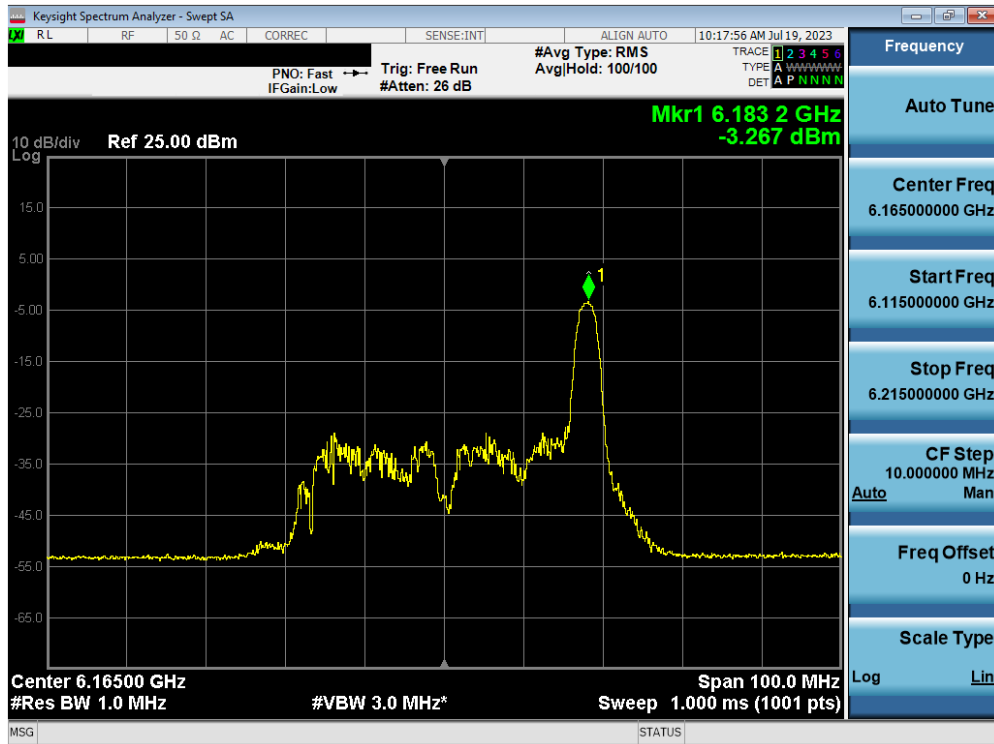 Keysight Spectrum Analyzer - Swept SA
LXI RL RF 50 Ω AC CORREC SENSE:INT ALIGN AUTO 10:17:56 AM Jul 19, 2023
PNO: Fast Trig: Free Run #Avg Type: RMS TRACE 1 2 3 4 5 6
IFGain:Low #Atten: 26 dB Avg|Hold: 100/100 TYPE A WWWWW
DET A P N N N N
Mkr1 6.183 2 GHz
-3.267 dBm
10 dB/div Ref 25.00 dBm
Log
15.0
5.00
-5.00
-15.0
-25.0
-35.0
-45.0
-55.0
-65.0
1
Center 6.16500 GHz Span 100.0 MHz
#Res BW 1.0 MHz #VBW 3.0 MHz* Sweep 1.000 ms (1001 pts)
MSG STATUS
Frequency
Auto Tune
Center Freq
6.165000000 GHz
Start Freq
6.115000000 GHz
Stop Freq
6.215000000 GHz
CF Step
10.000000 MHz
Auto Man
Freq Offset
0 Hz
Scale Type
Log Lin